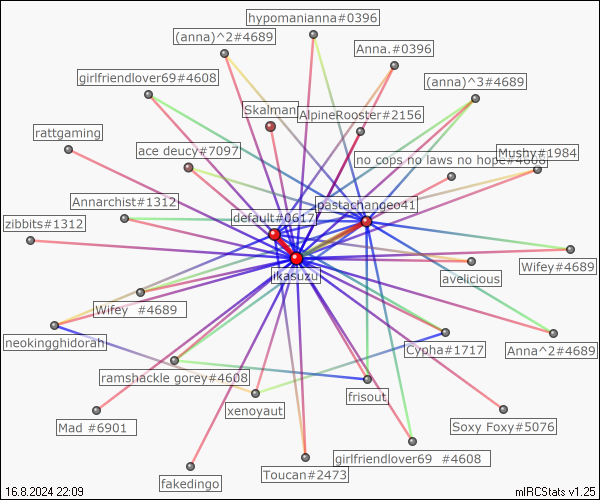 hypomanianna#0396
(anna)^2#4689
Anna.#0396
girlfriendlover69#4608
(anna)^3#4689
Skalman
AlpineRooster#2156
rattgaming
ace deucy#7097
no cops no laws no hope#4608
Mushy#1984
Annarchist#1312
pastachangeo41
zibbits#1312
default#0617
Wifey#4689
ikasuzu
avelicious
Wifey #4689
neokingghidorah
Cypha#1717
Anna^2#4689
ramshackle gorey#4608
frisout
xenoyaut
Mad #6901
Soxy Foxy#5076
girlfriendlover69 #4608
Toucan#2473
fakedingo
16.8.2024 22:09
mIRCStats v1.25